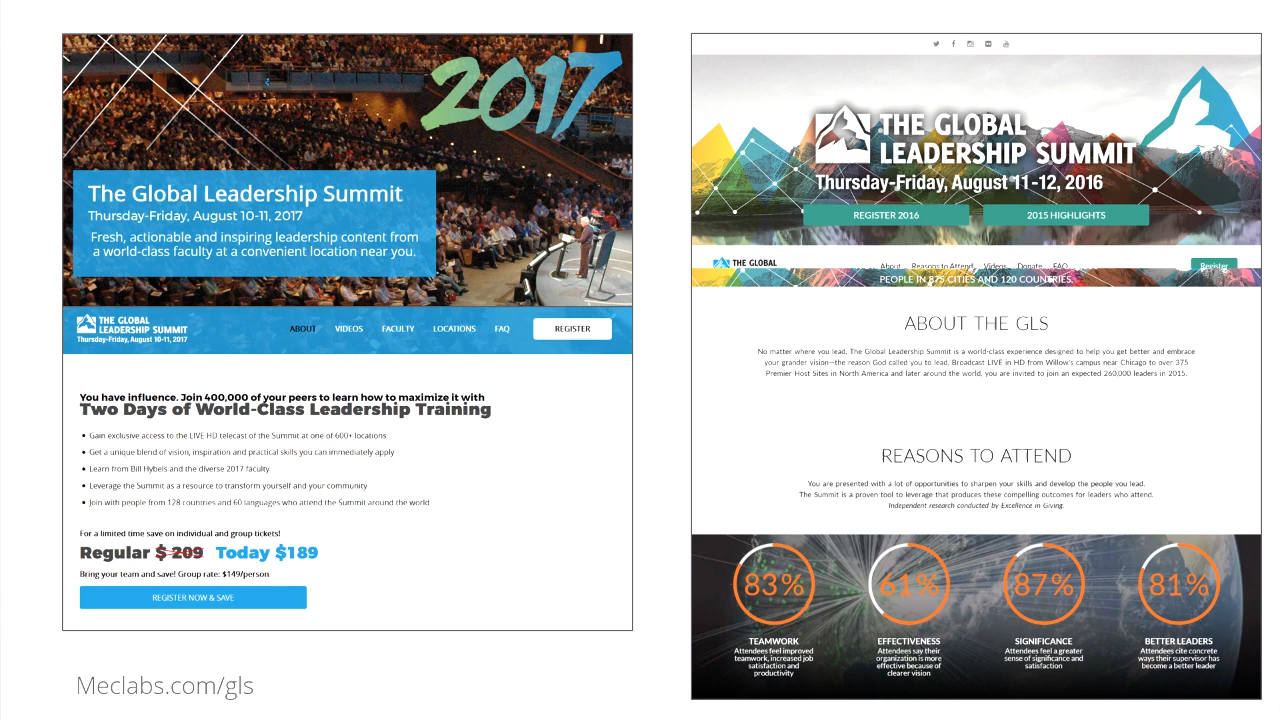 2017
The Global Leadership Summit
Thursday-Friday, August 10-11, 2017
Fresh, actionable and inspiring leadership content from
a world-class faculty at a convenient location near you.
THE GLOBAL
LEADERSHIP SUMMIT
Thursday-Friday, August 10-11, 2017
ABOUT VIDEOS FACULTY LOCATIONS FAQ REGISTER
You have influence. Join 400,000 of your peers to learn how to maximize it with
Two Days of World-Class Leadership Training
• Gain exclusive access to the LIVE HD telecast of the Summit at one of 600+ locations
• Get a unique blend of vision, inspiration and practical skills you can immediately apply
• Learn from Bill Hybels and the diverse 2017 faculty
• Leverage the Summit as a resource to transform yourself and your community
• Join with people from 128 countries and 60 languages who attend the Summit around the world
For a limited time save on individual and group tickets!
Regular $ 209 Today $189
Bring your team and save! Group rate: $149/person
REGISTER NOW & SAVE
Meclabs.com/gls
THE GLOBAL
LEADERSHIP SUMMIT
Thursday-Friday, August 11-12, 2016
REGISTER 2016 2015 HIGHLIGHTS
THE GLOBAL
About Reasons to Attend Videos Donate FAQ Register
PEOPLE IN 875 CITIES AND 120 COUNTRIES.
ABOUT THE GLS
No matter where you lead, The Global Leadership Summit is a world-class experience designed to help you get better and embrace
your grander vision—the reason God called you to lead. Broadcast LIVE in HD from Willow's campus near Chicago to over 375
Premier Host Sites in North America and later around the world, you are invited to join an expected 260,000 leaders in 2015.
REASONS TO ATTEND
You are presented with a lot of opportunities to sharpen your skills and develop the people you lead.
The Summit is a proven tool to leverage that produces these compelling outcomes for leaders who attend.
Independent research conducted by Excellence in Giving.
83% 61% 87% 81%
TEAMWORK
Attendees feel improved
teamwork, increased job
satisfaction and
productivity
EFFECTIVENESS
Attendees say their
organization is more
effective because of
clearer vision
SIGNIFICANCE
Attendees feel a greater
sense of significance and
satisfaction
BETTER LEADERS
Attendees cite concrete
ways their supervisor has
become a better leader